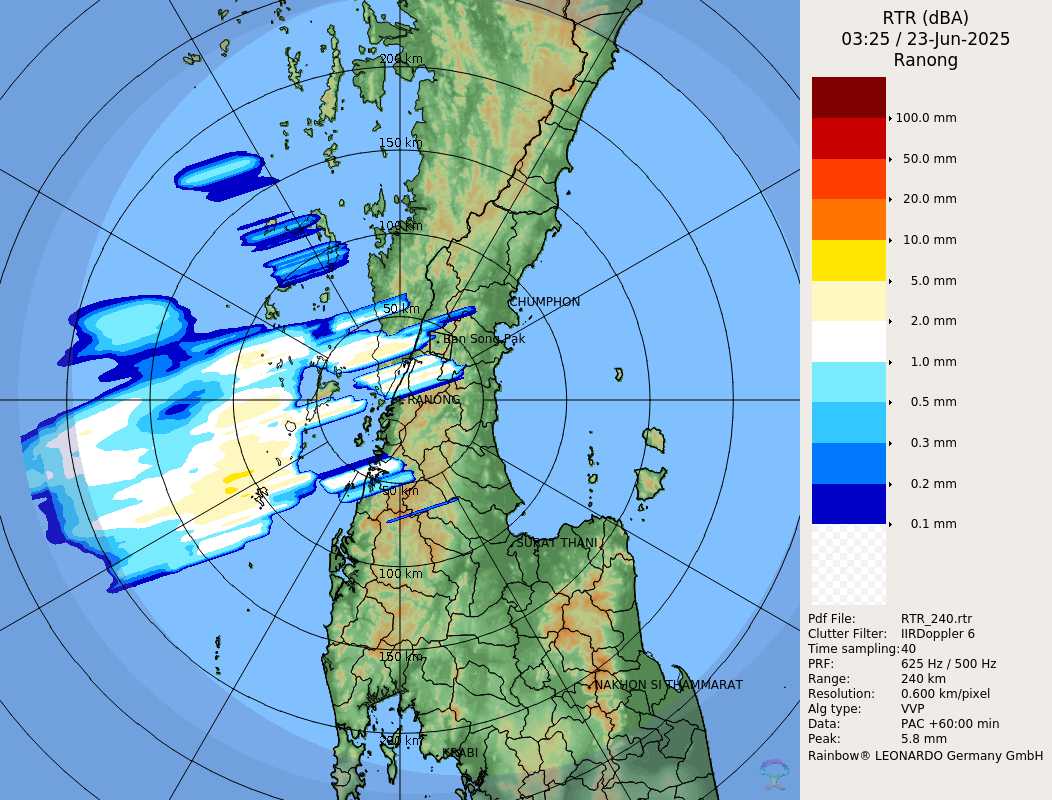 200 km
150 km
100 km
50 km
CHUMPHON
Ban Song Pak
RANONG
50 km
SURAT THANI
100 km
150 km
NAKHON SI THAMMARAT
200 km
KRABI
RTR (dBA)
03:25 / 23-Jun-2025
Ranong
100.0 mm
50.0 mm
20.0 mm
10.0 mm
5.0 mm
2.0 mm
1.0 mm
0.5 mm
0.3 mm
0.2 mm
0.1 mm
Pdf File: RTR_240.rtr
Clutter Filter: IIRDoppler 6
Time sampling:40
PRF: 625 Hz / 500 Hz
Range: 240 km
Resolution: 0.600 km/pixel
Alg type: VVP
Data: PAC +60:00 min
Peak: 5.8 mm
Rainbow® LEONARDO Germany GmbH